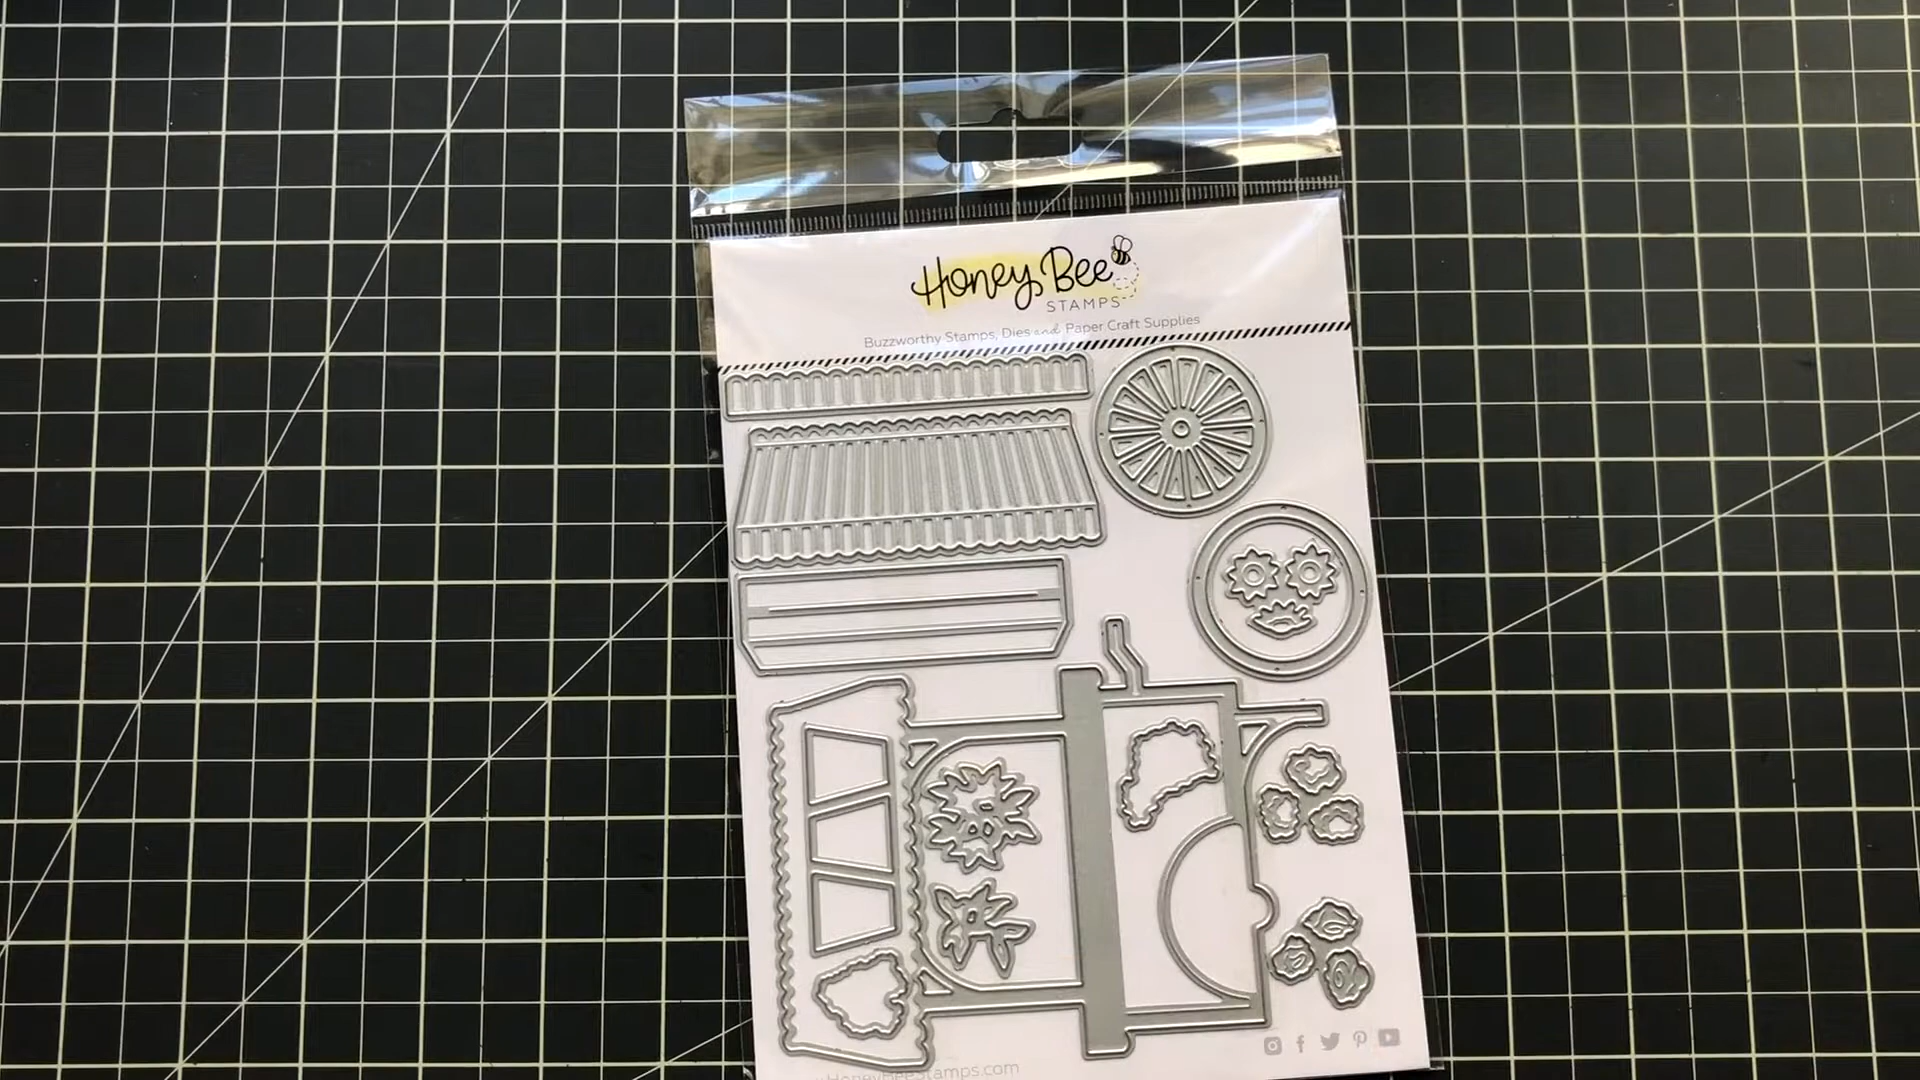 Honey Bee
STAMPS
Buzzworthy Stamps, Dies and Paper Craft Supplies
HoneyBeeStamps.com